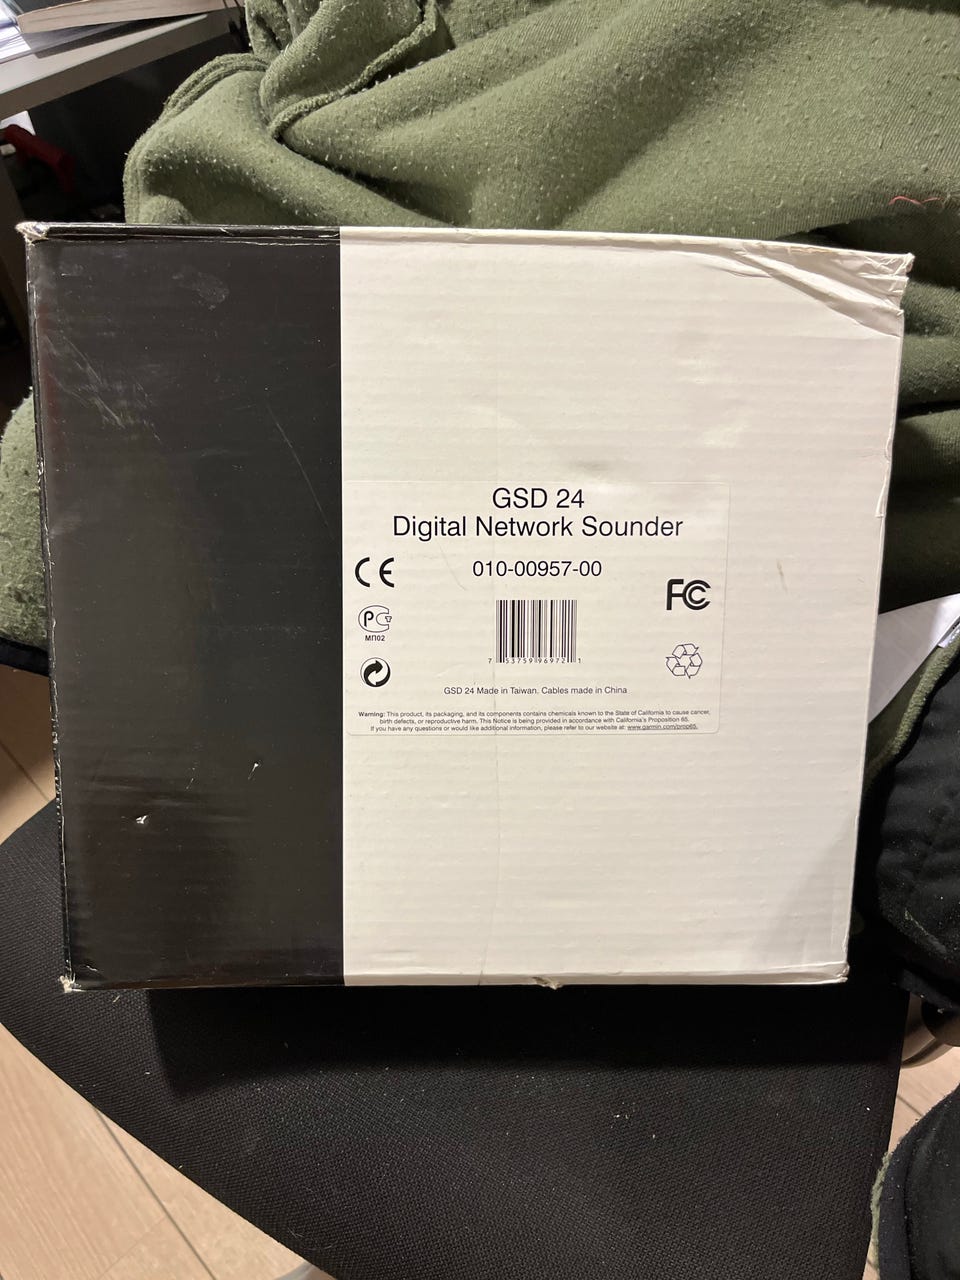 GSD 24
Digital Network Sounder
010-00957-00
CE
FC
PCT
МП02
7 53759 96972 1
GSD 24 Made in Taiwan. Cables made in China
Warning: This product, its packaging, and its components contains chemicals known to the State of California to cause cancer,
birth defects, or reproductive harm. This Notice is being provided in accordance with California's Proposition 65.
If you have any questions or would like additional information, please refer to our website at: www.garmin.com/prop65.